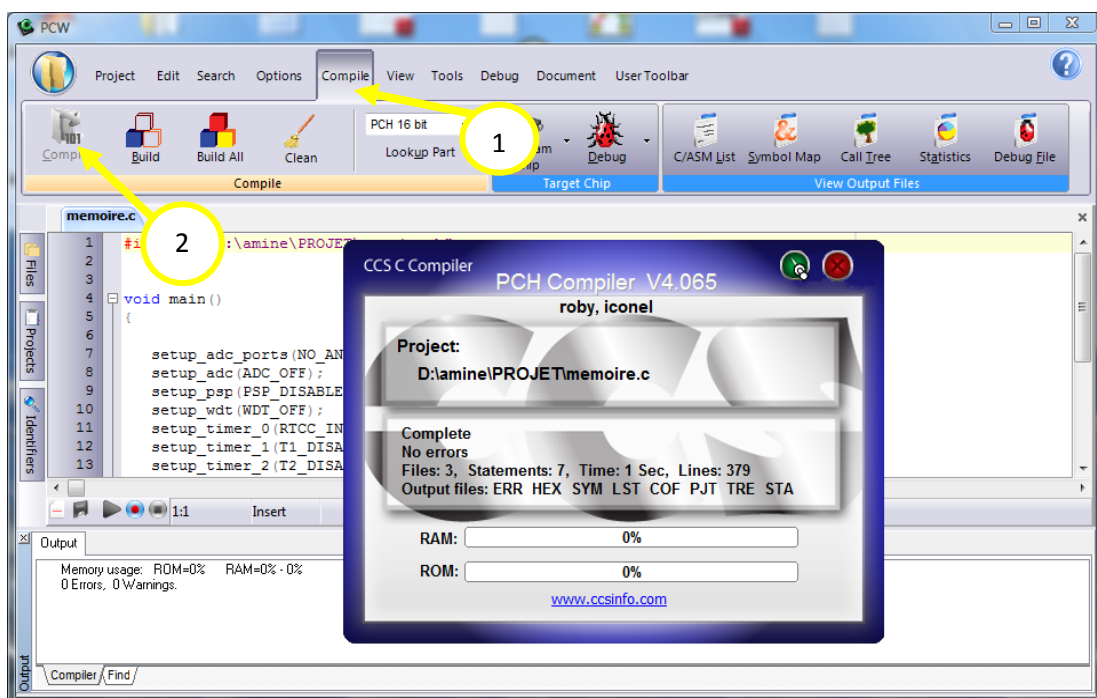 PCW
Project Edit Search Options Compile View Tools Debug Document User Toolbar
PCH 16 bit
Build Build All Clean Lookup Part Debug C/ASM List Symbol Map Call Tree Statistics Debug File
Compile Target Chip View Output Files
1
2
memoire.c
Files
Projects
Identifiers
1
2
3
4 void main()
5 {
6
7 setup_adc_ports(NO_AN
8 setup_adc(ADC_OFF);
9 setup_psp(PSP_DISABLE
10 setup_wdt(WDT_OFF);
11 setup_timer_0(RTCC_IN
12 setup_timer_1(T1_DISA
13 setup_timer_2(T2_DISA
:\amine\PROJET
1:1 Insert
CCS C Compiler
PCH Compiler V4.065
roby, iconel
Project:
D:\amine\PROJET\memoire.c
Complete
No errors
Files: 3, Statements: 7, Time: 1 Sec, Lines: 379
Output files: ERR HEX SYM LST COF PJT TRE STA
RAM: 0%
ROM: 0%
www.ccsinfo.com
Output
Memory usage: ROM=0% RAM=0% - 0%
0 Errors, 0 Warnings.
Output
Compiler Find